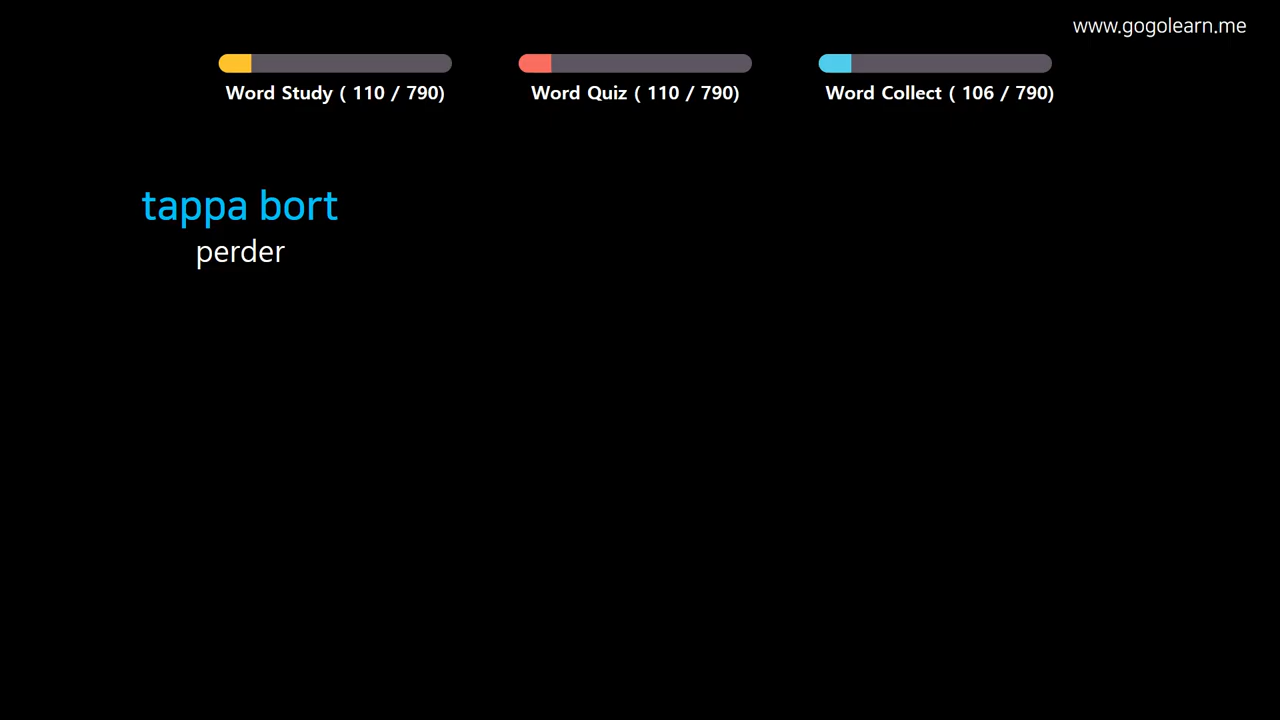 www.gogolearn.me
Word Study ( 110 / 790)
Word Quiz ( 110 / 790)
Word Collect ( 106 / 790)
tappa bort
perder